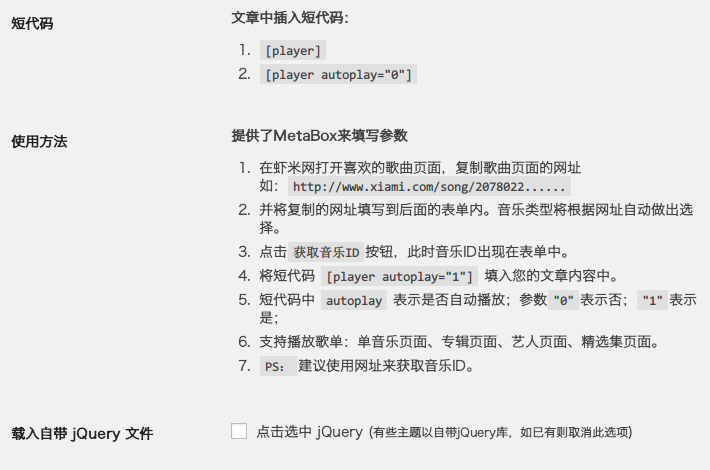 短代码
文章中插入短代码：
1. [player]
2. [player autoplay="0"]
使用方法
提供了MetaBox来填写参数
1. 在虾米网打开喜欢的歌曲页面，复制歌曲页面的网址
如： http://www.xiami.com/song/2078022......
2. 并将复制的网址填写到后面的表单内。音乐类型将根据网址自动做出选
择。
3. 点击 获取音乐ID 按钮，此时音乐ID出现在表单中。
4. 将短代码 [player autoplay="1"] 填入您的文章内容中。
5. 短代码中 autoplay 表示是否自动播放；参数 "0" 表示否； "1" 表示
是；
6. 支持播放歌单：单音乐页面、专辑页面、艺人页面、精选集页面。
7. PS： 建议使用网址来获取音乐ID。
载入自带 jQuery 文件
点击选中 jQuery (有些主题以自带jQuery库，如已有则取消此选项)